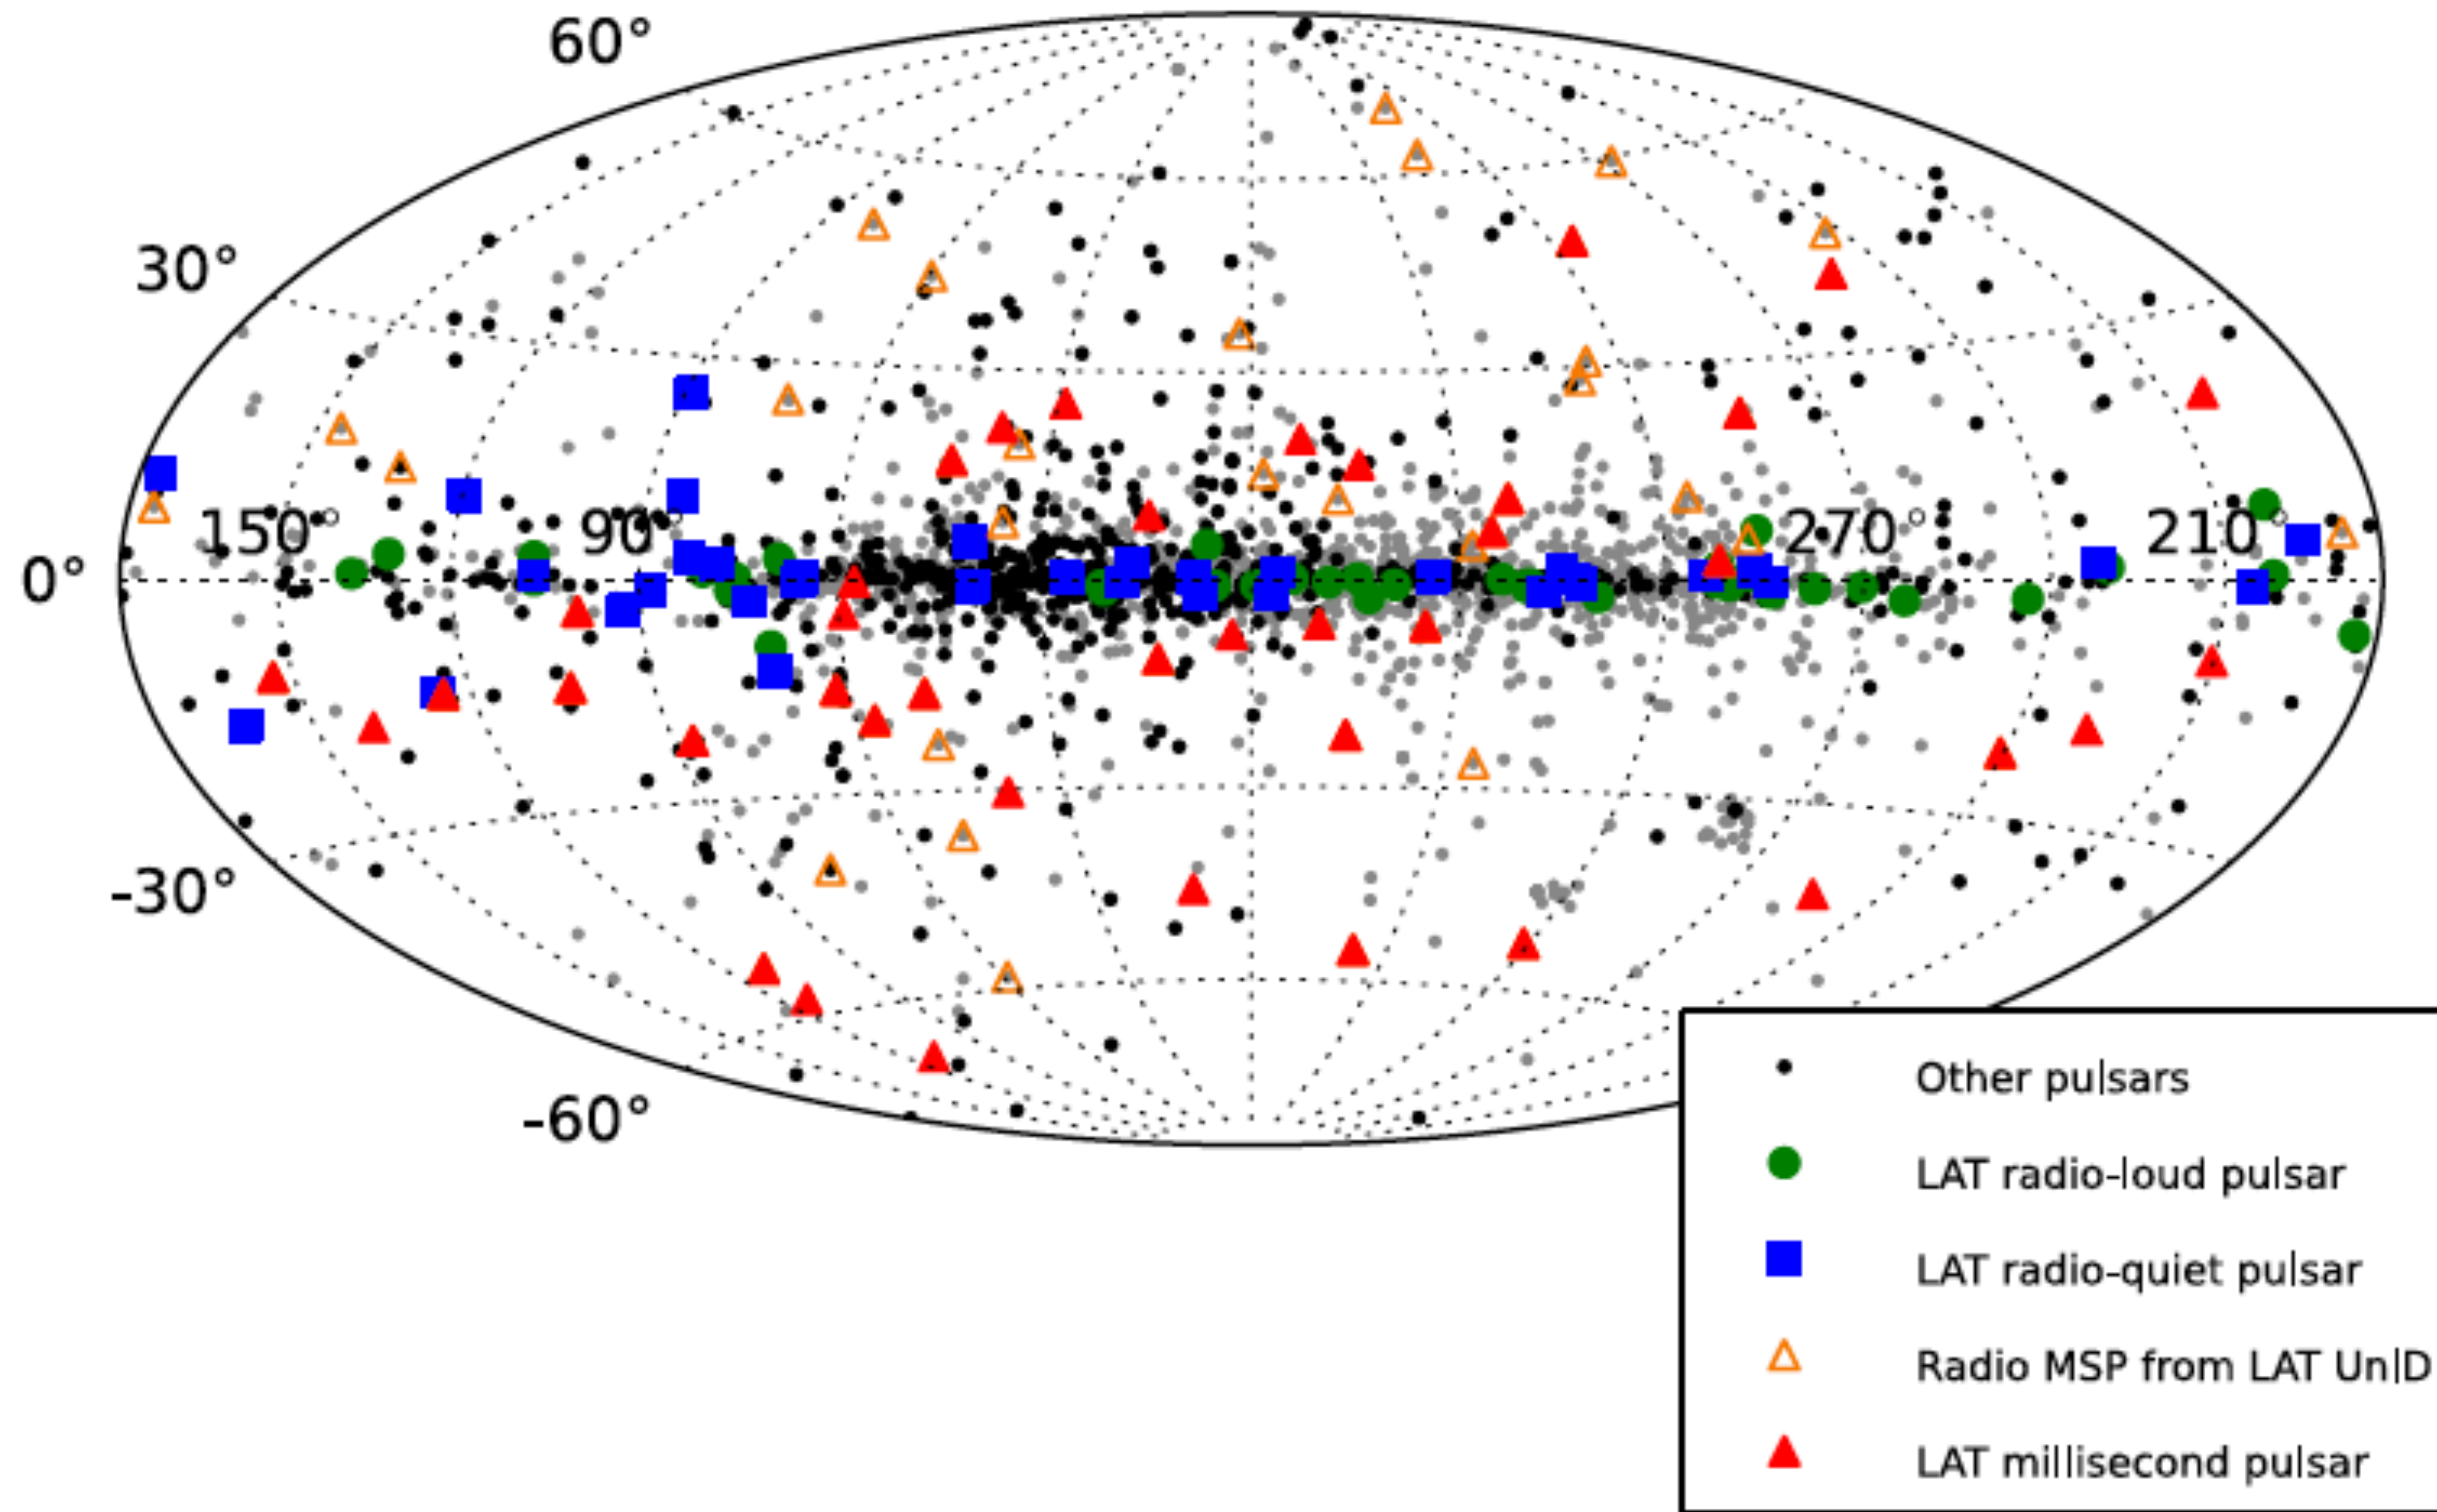 60°
30°
150° 90° 270° 210°
0°
-30°
-60°
Other pulsars
LAT radio-loud pulsar
LAT radio-quiet pulsar
Radio MSP from LAT UnID
LAT millisecond pulsar